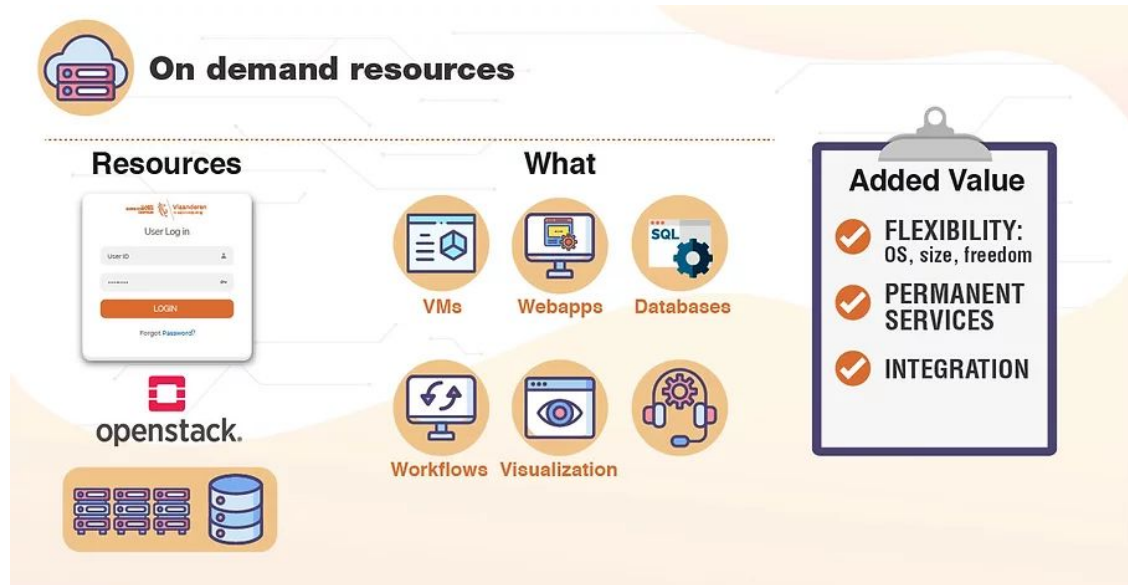 On demand resources
Resources
Vlaanderen
User Log in
User ID
LOGIN
Forgot Password?
openstack.
What
VMs
Webapps
SQL
Databases
Workflows
Visualization
Added Value
FLEXIBILITY:
OS, size, freedom
PERMANENT
SERVICES
INTEGRATION